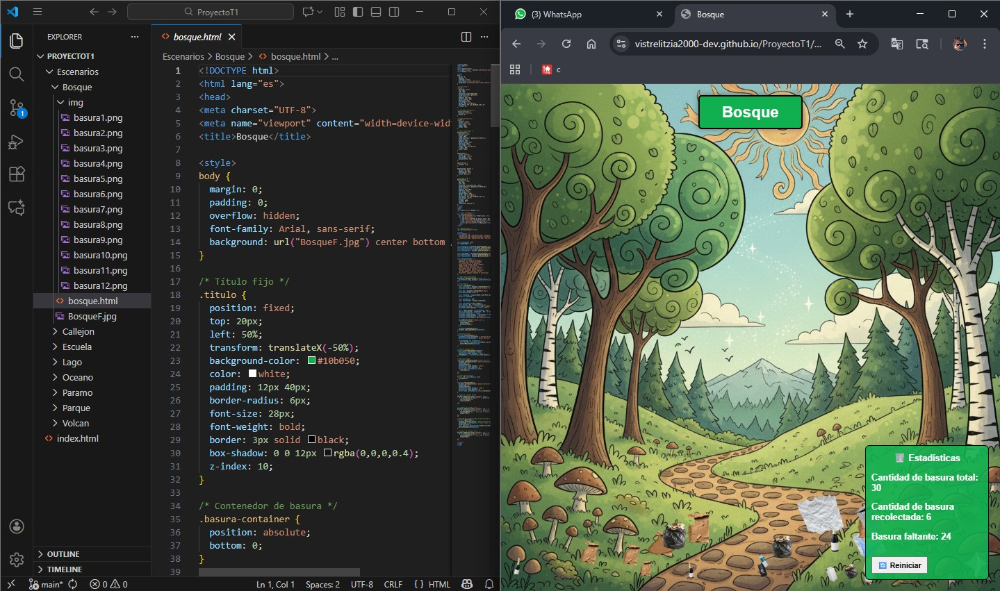 ProyectoT1
EXPLORER
PROYECTOT1
Escenarios
Bosque
img
basura1.png
basura2.png
basura3.png
basura4.png
basura5.png
basura6.png
basura7.png
basura8.png
basura9.png
basura10.png
basura11.png
basura12.png
bosque.html
BosqueF.jpg
Callejon
Escuela
Lago
Oceano
Paramo
Parque
Volcan
index.html
OUTLINE
TIMELINE
1
bosque.html
Escenarios > Bosque > bosque.html > ...
1 <!DOCTYPE html>
2 <html lang="es">
3 <head>
4 <meta charset="UTF-8">
5 <meta name="viewport" content="width=device-widt
6 <title>Bosque</title>
7
8 <style>
9 body {
10 margin: 0;
11 padding: 0;
12 overflow: hidden;
13 font-family: Arial, sans-serif;
14 background: url("BosqueF.jpg") center bottom /
15 }
16
17 /* Título fijo */
18 .titulo {
19 position: fixed;
20 top: 20px;
21 left: 50%;
22 transform: translateX(-50%);
23 background-color: #10b050;
24 color: white;
25 padding: 12px 40px;
26 border-radius: 6px;
27 font-size: 28px;
28 font-weight: bold;
29 border: 3px solid black;
30 box-shadow: 0 0 12px rgba(0,0,0,0.4);
31 z-index: 10;
32 }
33
34 /* Contenedor de basura */
35 .basura-container {
36 position: absolute;
37 bottom: 0;
38 }
39
main* 0 0 Ln 1, Col 1 Spaces: 2 UTF-8 CRLF { } HTML
(3) WhatsApp
Bosque
vistrelitzia2000-dev.github.io/ProyectoT1/...
c
Bosque
Estadísticas
Cantidad de basura total:
30
Cantidad de basura
recolectada: 6
Basura faltante: 24
Reiniciar